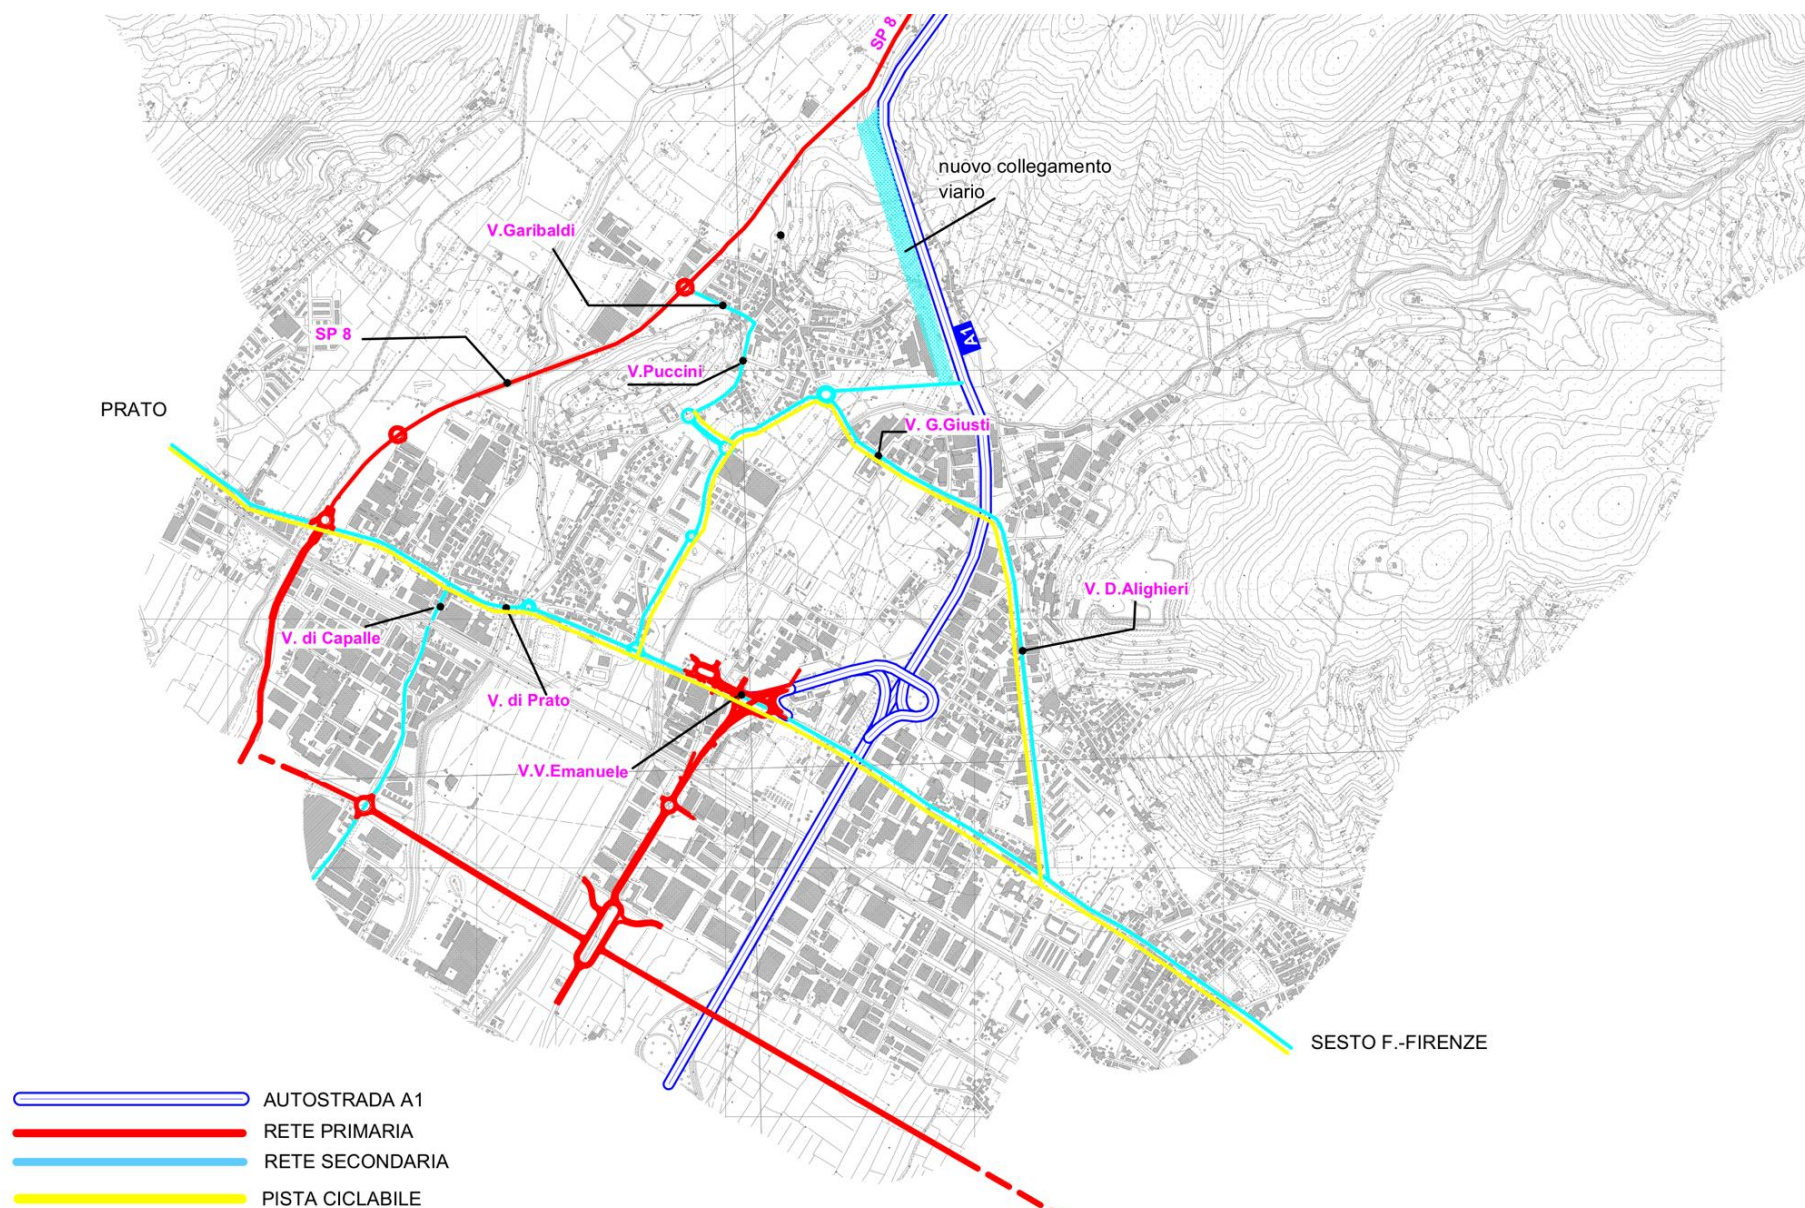 SP 8
nuovo collegamento
viario
V.Garibaldi
SP 8
A1
V.Puccini
PRATO
V. G.Giusti
V. D.Alighieri
V. di Capalle
V. di Prato
V.V.Emanuele
SESTO F.-FIRENZE
AUTOSTRADA A1
RETE PRIMARIA
RETE SECONDARIA
PISTA CICLABILE